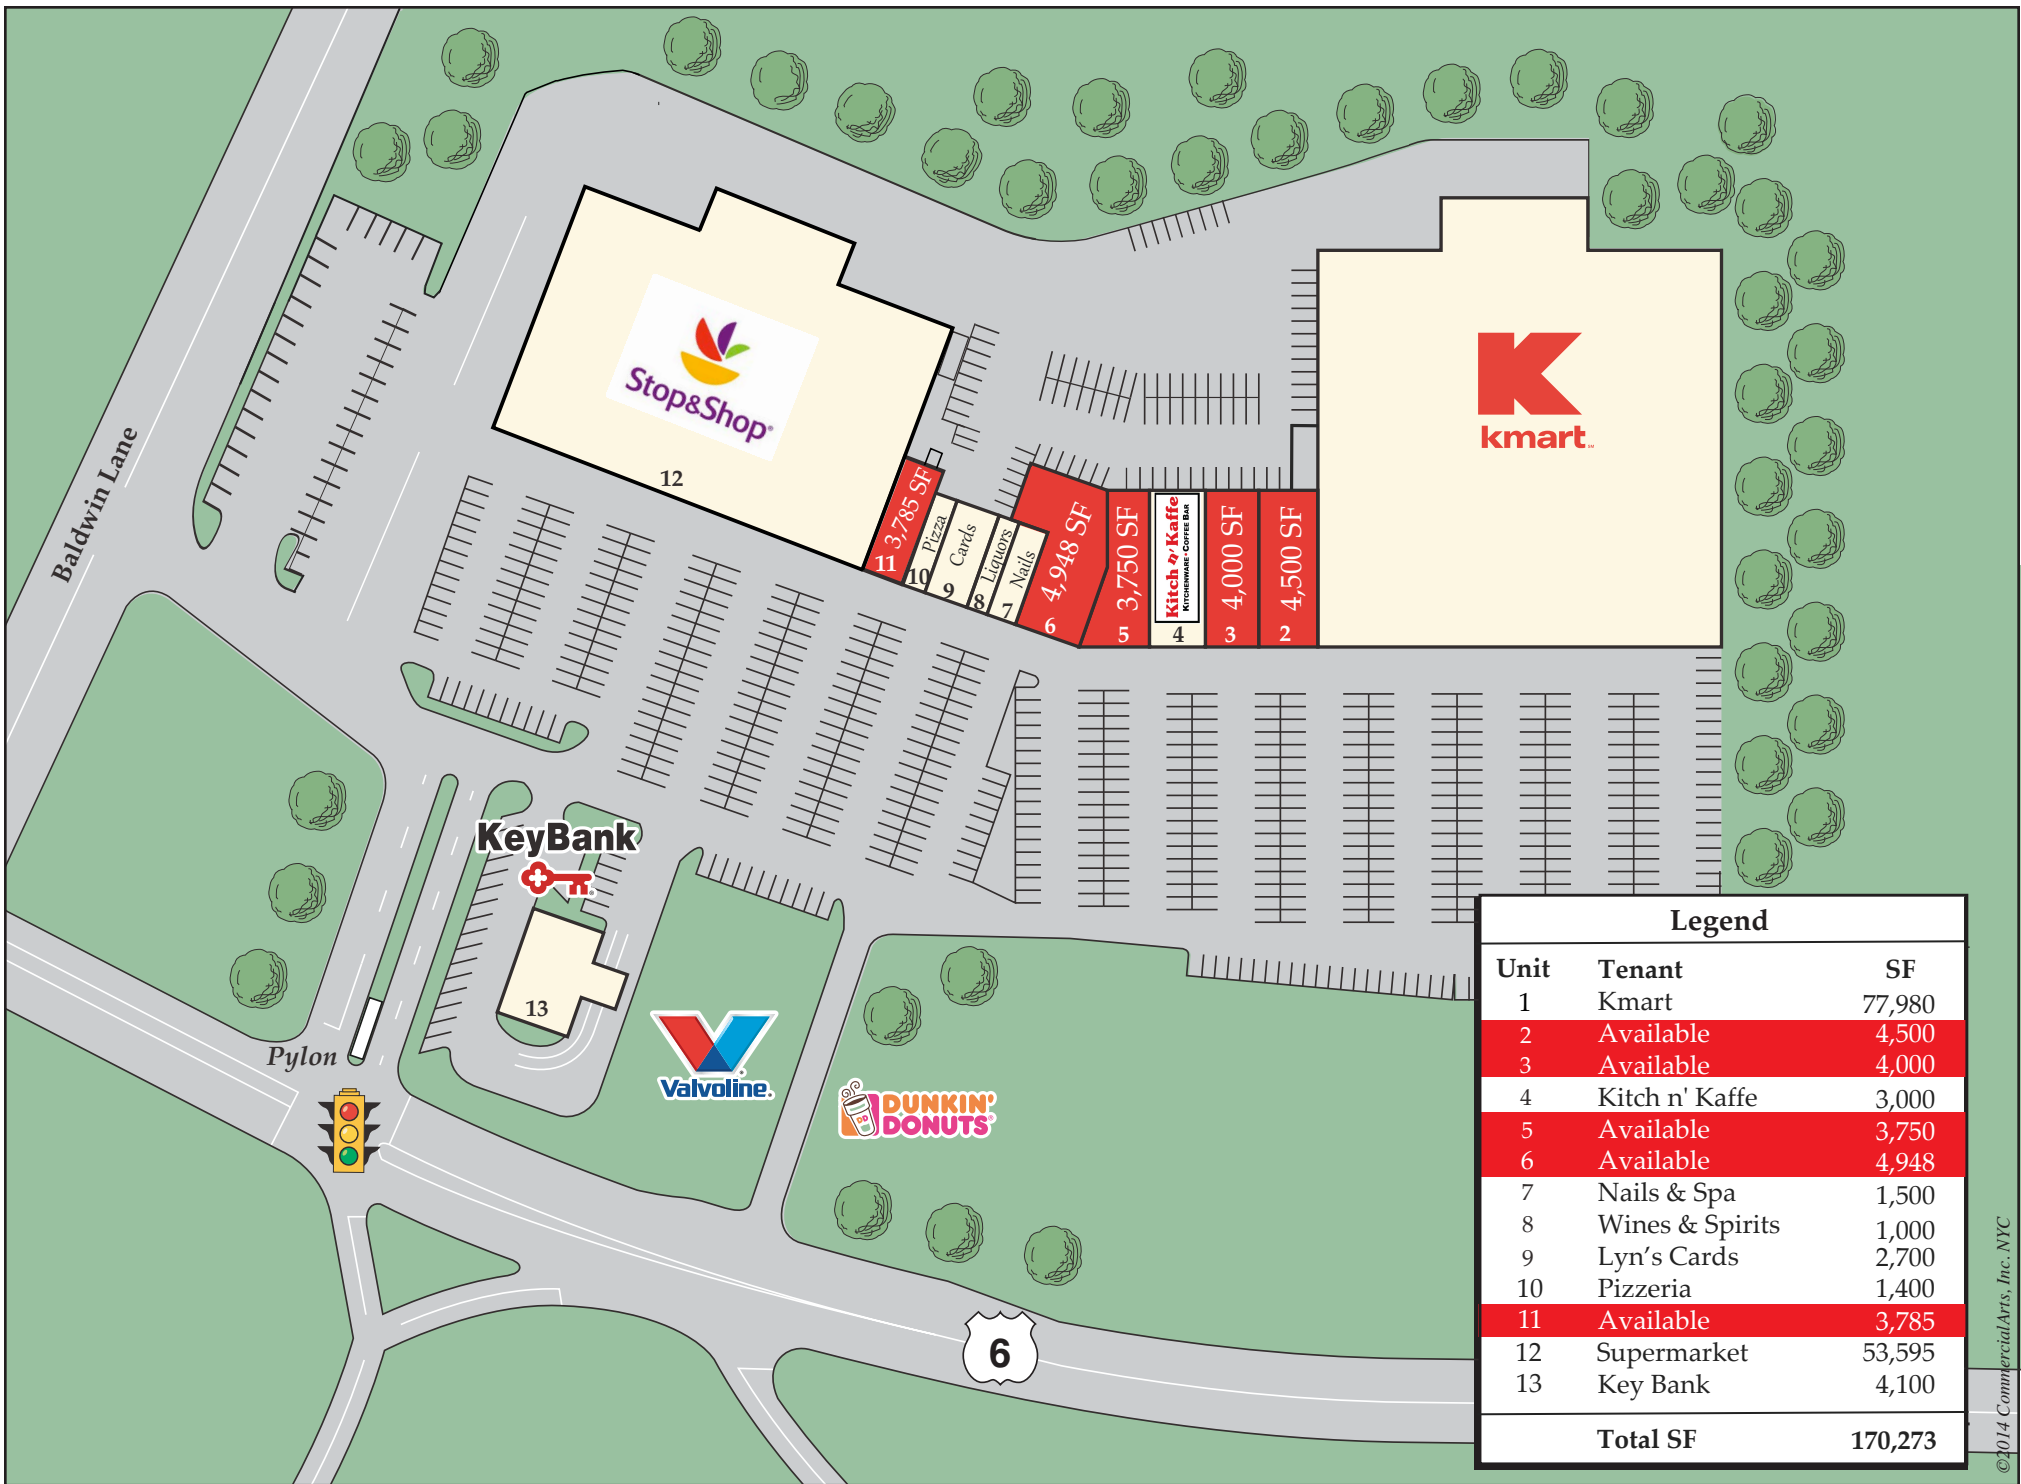 Baldwin Lane
Stop&Shop®
12
kmart
11 3,785 SF
10 Pizza
9 Cards
8 Liquors
7 Nails
6 4,948 SF
5 3,750 SF
4 Kitch n' Kaffe
KITCHENWARE • COFFEE BAR
3 4,000 SF
2 4,500 SF
KeyBank
13
Pylon
Valvoline
DD
DUNKIN'
DONUTS
6
Legend
Unit Tenant SF
1 Kmart 77,980
2 Available 4,500
3 Available 4,000
4 Kitch n' Kaffe 3,000
5 Available 3,750
6 Available 4,948
7 Nails & Spa 1,500
8 Wines & Spirits 1,000
9 Lyn's Cards 2,700
10 Pizzeria 1,400
11 Available 3,785
12 Supermarket 53,595
13 Key Bank 4,100
Total SF 170,273
©2014 CommercialArts, Inc. NYC